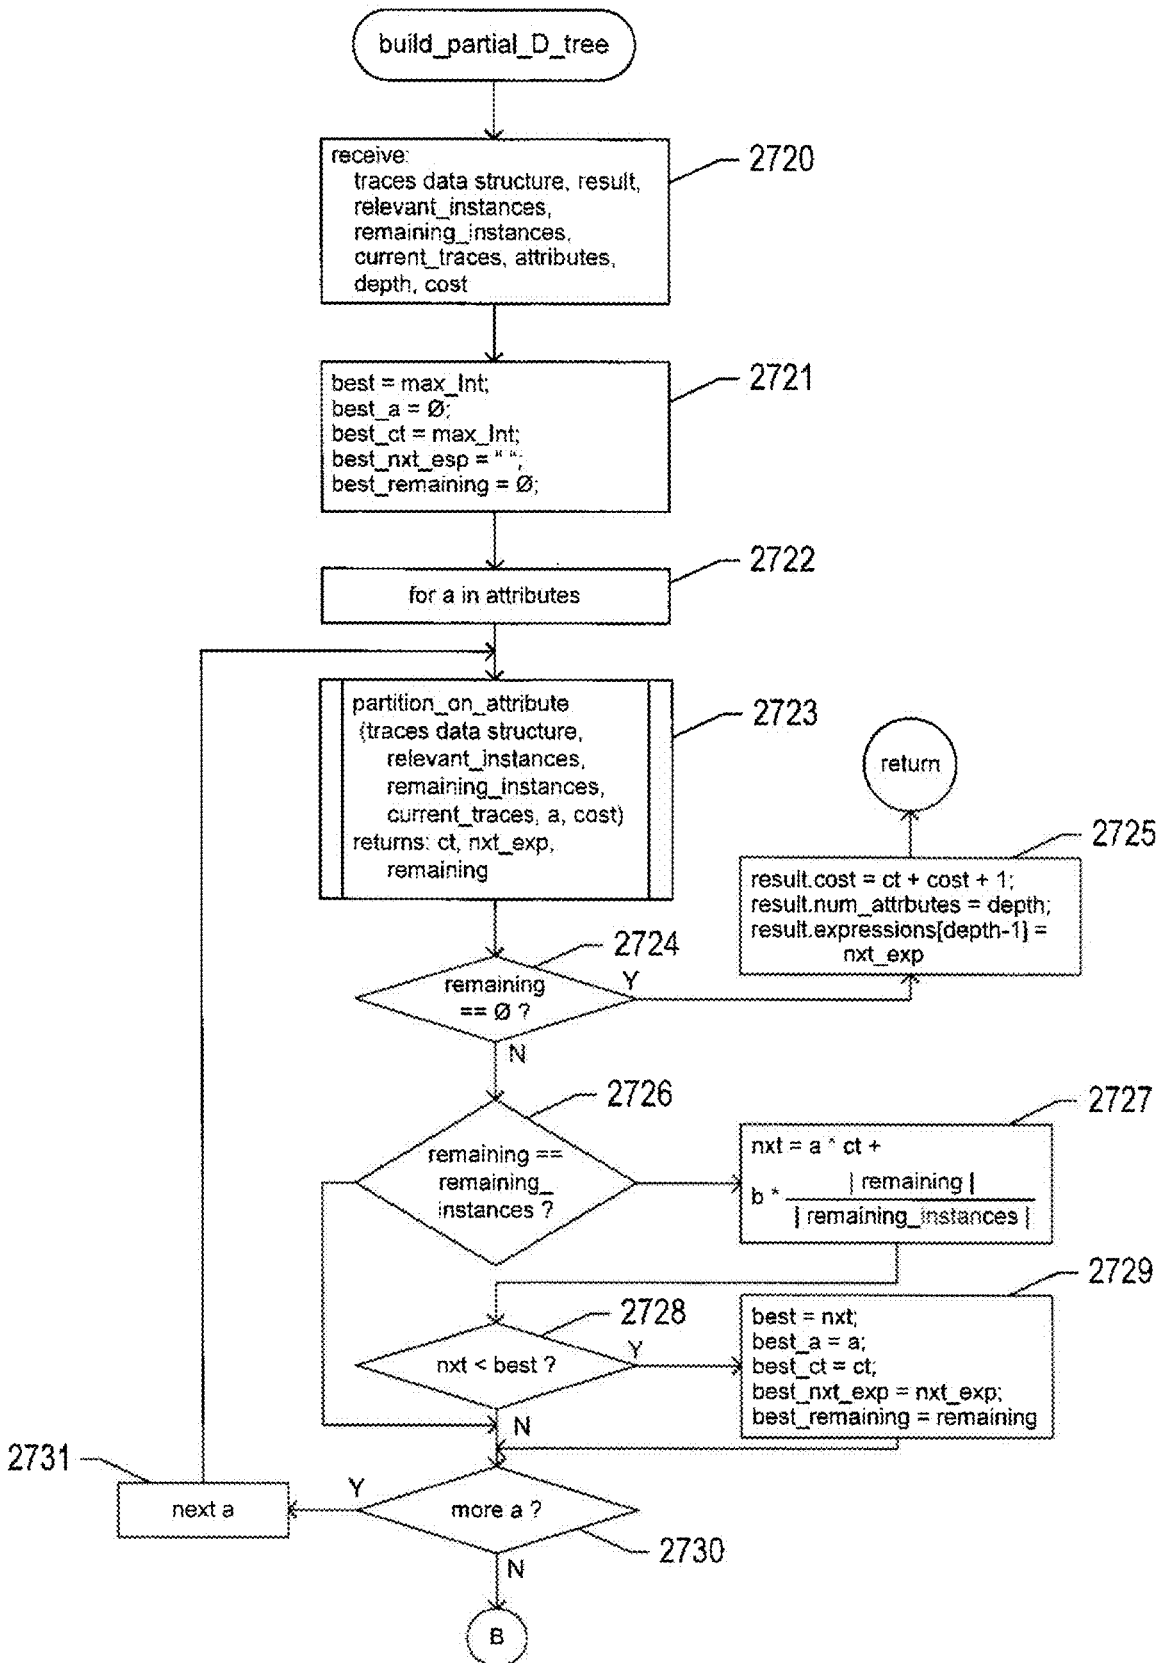 build_partial_D_tree
2720
receive:
traces data structure, result,
relevant_instances,
remaining_instances,
current_traces, attributes,
depth, cost
2721
best = max_Int;
best_a = Ø;
best_ct = max_Int;
best_nxt_esp = " ";
best_remaining = Ø;
2722
for a in attributes
2723
partition_on_attribute
(traces data structure,
relevant_instances,
remaining_instances,
current_traces, a, cost)
returns: ct, nxt_exp,
remaining
return
2725
result.cost = ct + cost + 1;
result.num_attrbutes = depth;
result.expressions[depth-1] =
nxt_exp
2724
remaining
== Ø ?
Y
N
2726
remaining ==
remaining_
instances ?
2727
nxt = a * ct +
b *
| remaining |
| remaining_instances |
2728
nxt < best ?
Y
N
2729
best = nxt;
best_a = a;
best_ct = ct;
best_nxt_exp = nxt_exp;
best_remaining = remaining
2731
next a
Y
more a ?
2730
N
B